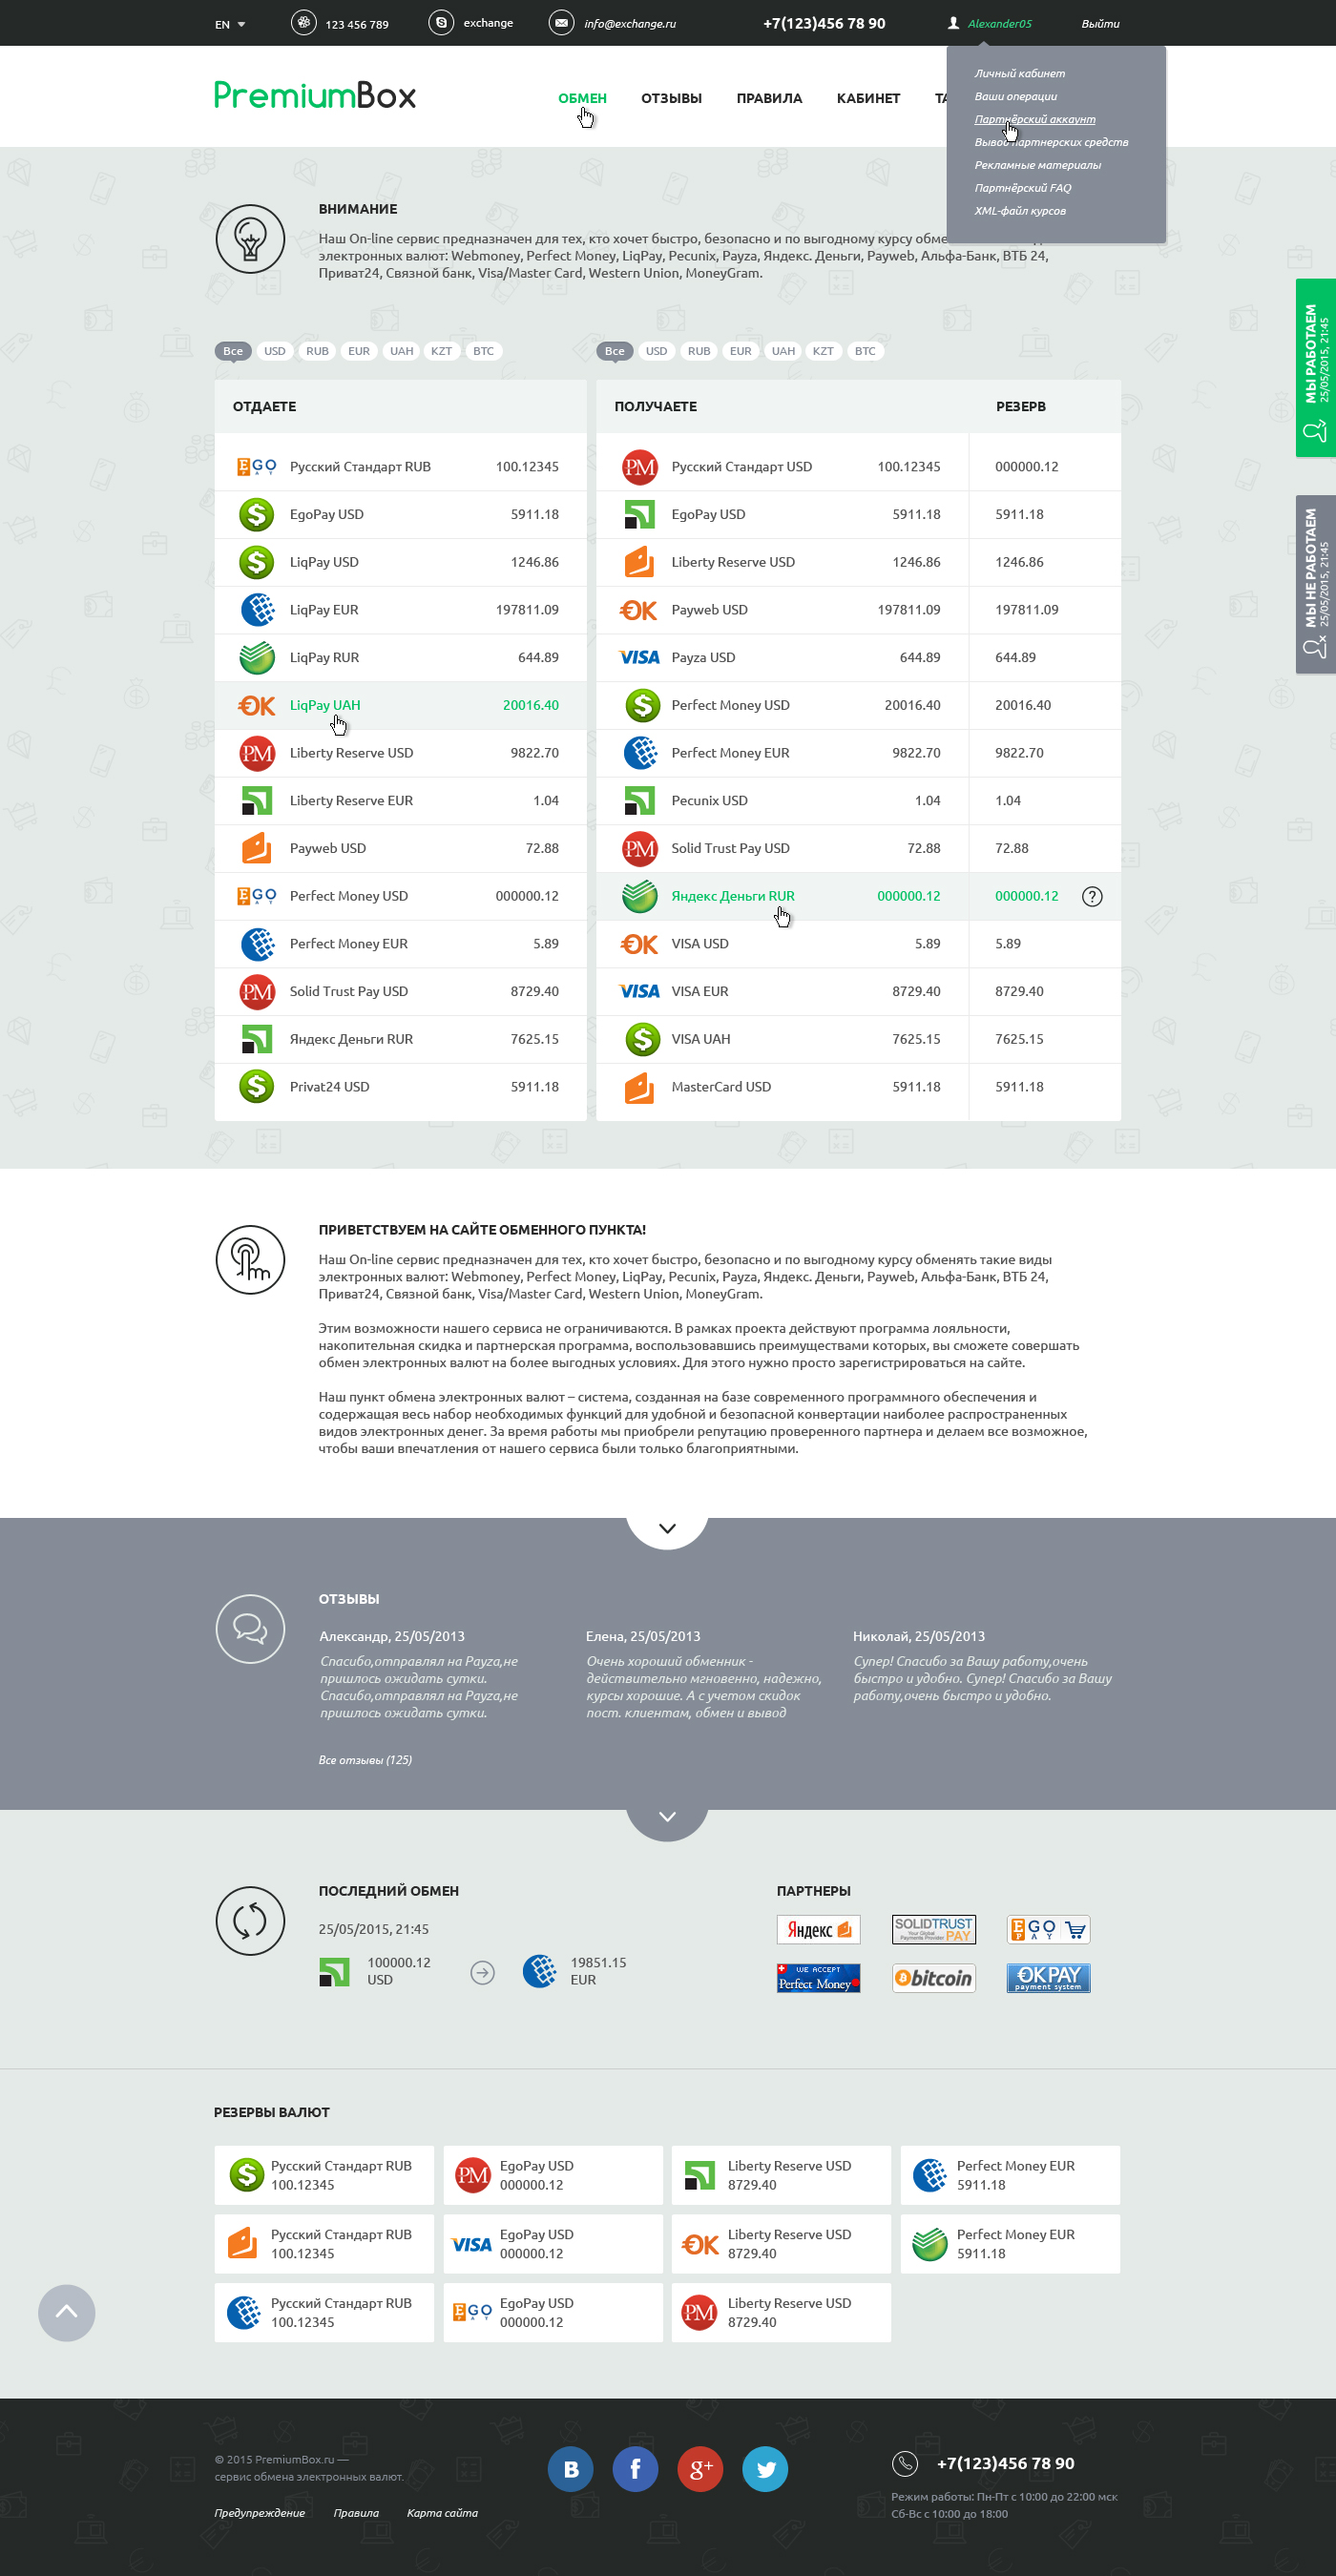 EN 123 456 789 exchange info@exchange.ru +7(123)456 78 90 Alexander05 Выйти
PremiumBox
ОБМЕН ОТЗЫВЫ ПРАВИЛА КАБИНЕТ
Личный кабинет
Ваши операции
Партнёрский аккаунт
Вывод партнерских средств
Рекламные материалы
Партнёрский FAQ
XML-файл курсов
ВНИМАНИЕ
Наш On-line сервис предназначен для тех, кто хочет быстро, безопасно и по выгодному курсу
электронных валют: Webmoney, Perfect Money, LiqPay, Pecunix, Payza, Яндекс. Деньги, Payweb, Альфа-Банк, ВТБ 24,
Приват24, Связной банк, Visa/Master Card, Western Union, MoneyGram.
МЫ РАБОТАЕМ
25/05/2015, 21:45
МЫ НЕ РАБОТАЕМ
25/05/2015, 21:45
Все USD RUB EUR UAH KZT BTC
Все USD RUB EUR UAH KZT BTC
ОТДАЕТЕ
Русский Стандарт RUB 100.12345
EgoPay USD 5911.18
LiqPay USD 1246.86
LiqPay EUR 197811.09
LiqPay RUR 644.89
LiqPay UAH 20016.40
Liberty Reserve USD 9822.70
Liberty Reserve EUR 1.04
Payweb USD 72.88
Perfect Money USD 000000.12
Perfect Money EUR 5.89
Solid Trust Pay USD 8729.40
Яндекс Деньги RUR 7625.15
Privat24 USD 5911.18
ПОЛУЧАЕТЕ РЕЗЕРВ
Русский Стандарт USD 100.12345 000000.12
EgoPay USD 5911.18 5911.18
Liberty Reserve USD 1246.86 1246.86
Payweb USD 197811.09 197811.09
Payza USD 644.89 644.89
Perfect Money USD 20016.40 20016.40
Perfect Money EUR 9822.70 9822.70
Pecunix USD 1.04 1.04
Solid Trust Pay USD 72.88 72.88
Яндекс Деньги RUR 000000.12 000000.12 ?
VISA USD 5.89 5.89
VISA EUR 8729.40 8729.40
VISA UAH 7625.15 7625.15
MasterCard USD 5911.18 5911.18
ПРИВЕТСТВУЕМ НА САЙТЕ ОБМЕННОГО ПУНКТА!
Наш On-line сервис предназначен для тех, кто хочет быстро, безопасно и по выгодному курсу обменять такие виды
электронных валют: Webmoney, Perfect Money, LiqPay, Pecunix, Payza, Яндекс. Деньги, Payweb, Альфа-Банк, ВТБ 24,
Приват24, Связной банк, Visa/Master Card, Western Union, MoneyGram.
Этим возможности нашего сервиса не ограничиваются. В рамках проекта действуют программа лояльности,
накопительная скидка и партнерская программа, воспользовавшись преимуществами которых, вы сможете совершать
обмен электронных валют на более выгодных условиях. Для этого нужно просто зарегистрироваться на сайте.
Наш пункт обмена электронных валют – система, созданная на базе современного программного обеспечения и
содержащая весь набор необходимых функций для удобной и безопасной конвертации наиболее распространенных
видов электронных денег. За время работы мы приобрели репутацию проверенного партнера и делаем все возможное,
чтобы ваши впечатления от нашего сервиса были только благоприятными.
ОТЗЫВЫ
Александр, 25/05/2013
Спасибо,отправлял на Payza,не
пришлось ожидать сутки.
Спасибо,отправлял на Payza,не
пришлось ожидать сутки.
Елена, 25/05/2013
Очень хороший обменник -
действительно мгновенно, надежно,
курсы хорошие. А с учетом скидок
пост. клиентам, обмен и вывод
Николай, 25/05/2013
Супер! Спасибо за Вашу работу,очень
быстро и удобно. Супер! Спасибо за Вашу
работу,очень быстро и удобно.
Все отзывы (125)
ПОСЛЕДНИЙ ОБМЕН
25/05/2015, 21:45
100000.12
USD
19851.15
EUR
ПАРТНЕРЫ
Яндекс
SOLIDTRUST
PAY
EGO
PAY
WE ACCEPT
Perfect Money
bitcoin
OKPAY
payment system
РЕЗЕРВЫ ВАЛЮТ
Русский Стандарт RUB
100.12345
EgoPay USD
000000.12
Liberty Reserve USD
8729.40
Perfect Money EUR
5911.18
Русский Стандарт RUB
100.12345
EgoPay USD
000000.12
Liberty Reserve USD
8729.40
Perfect Money EUR
5911.18
Русский Стандарт RUB
100.12345
EgoPay USD
000000.12
Liberty Reserve USD
8729.40
© 2015 PremiumBox.ru —
сервис обмена электронных валют.
Предупреждение Правила Карта сайта
+7(123)456 78 90
Режим работы: Пн-Пт с 10:00 до 22:00 мск
Сб-Вс с 10:00 до 18:00